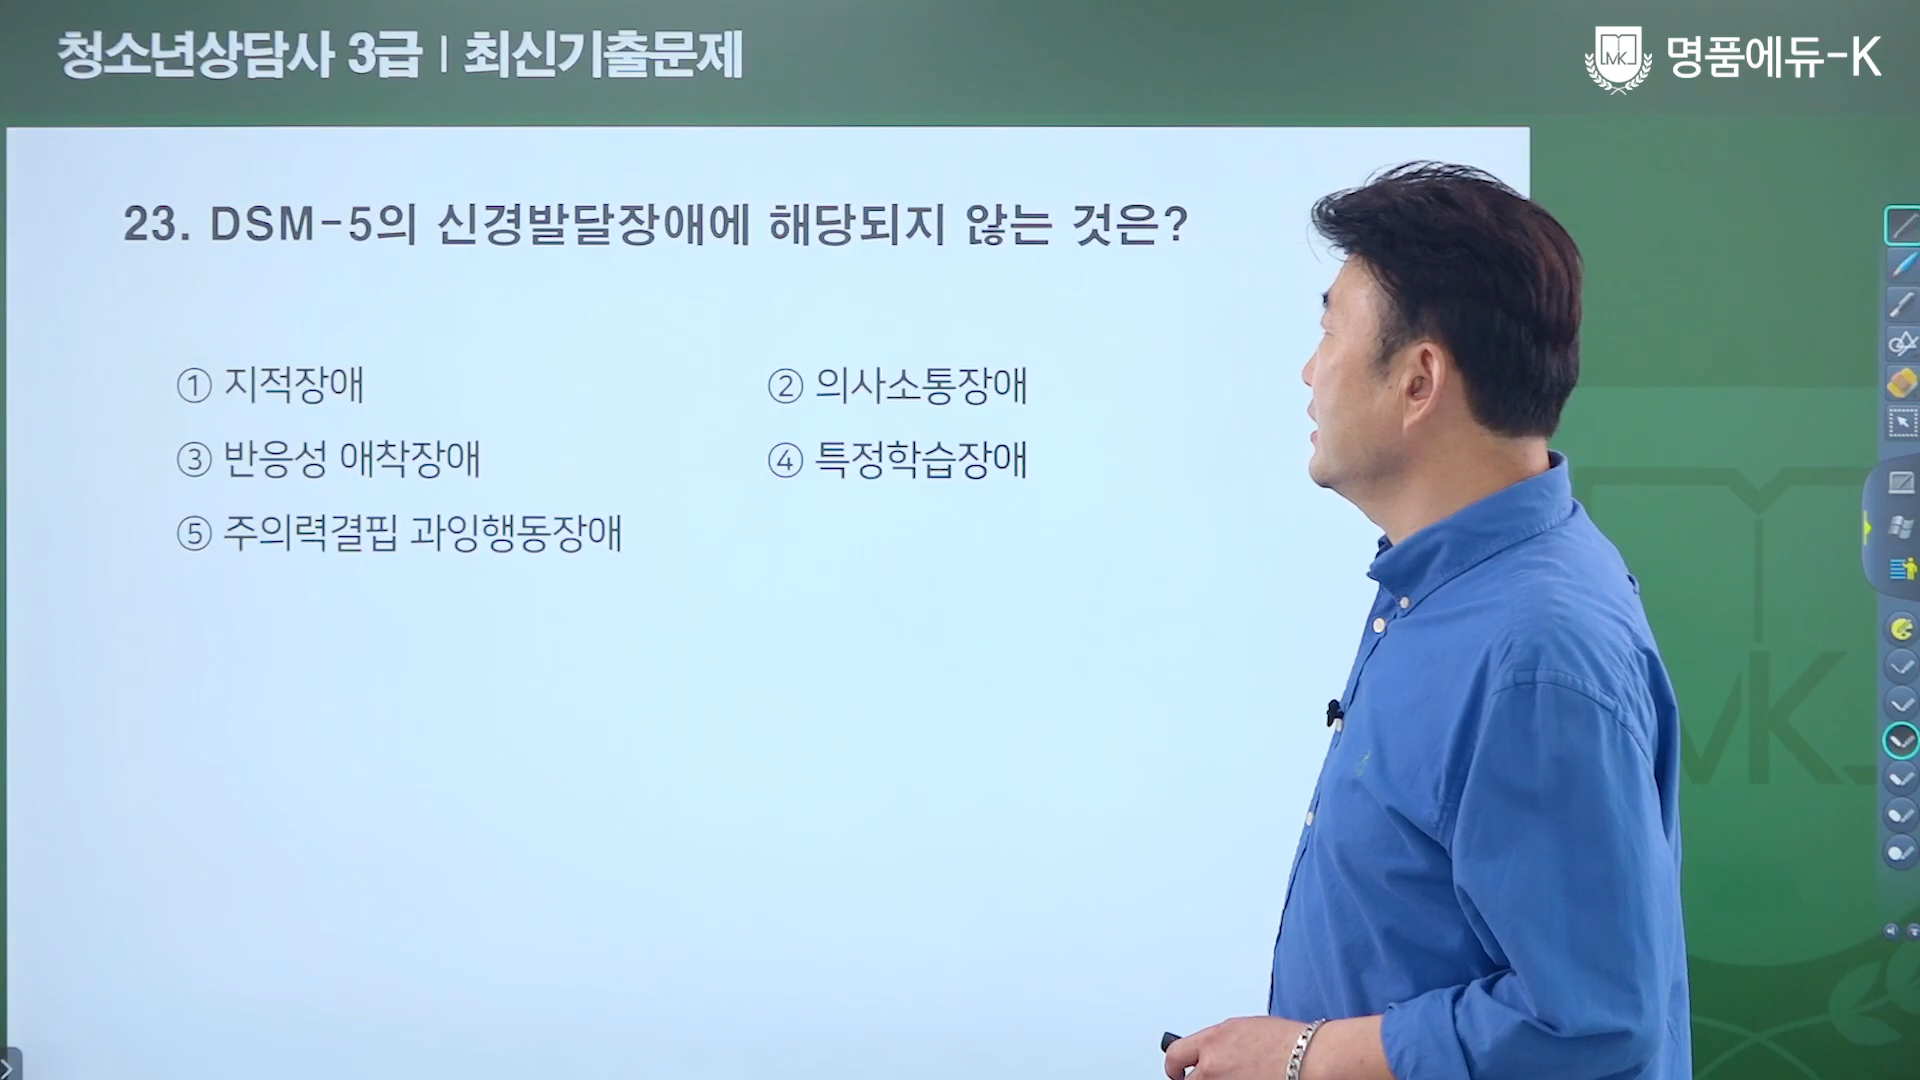 청소년상담사 3급 | 최신기출문제
MK 명품에듀-K
23. DSM-5의 신경발달장애에 해당되지 않는 것은?
① 지적장애
② 의사소통장애
③ 반응성 애착장애
④ 특정학습장애
⑤ 주의력결핍 과잉행동장애
MK